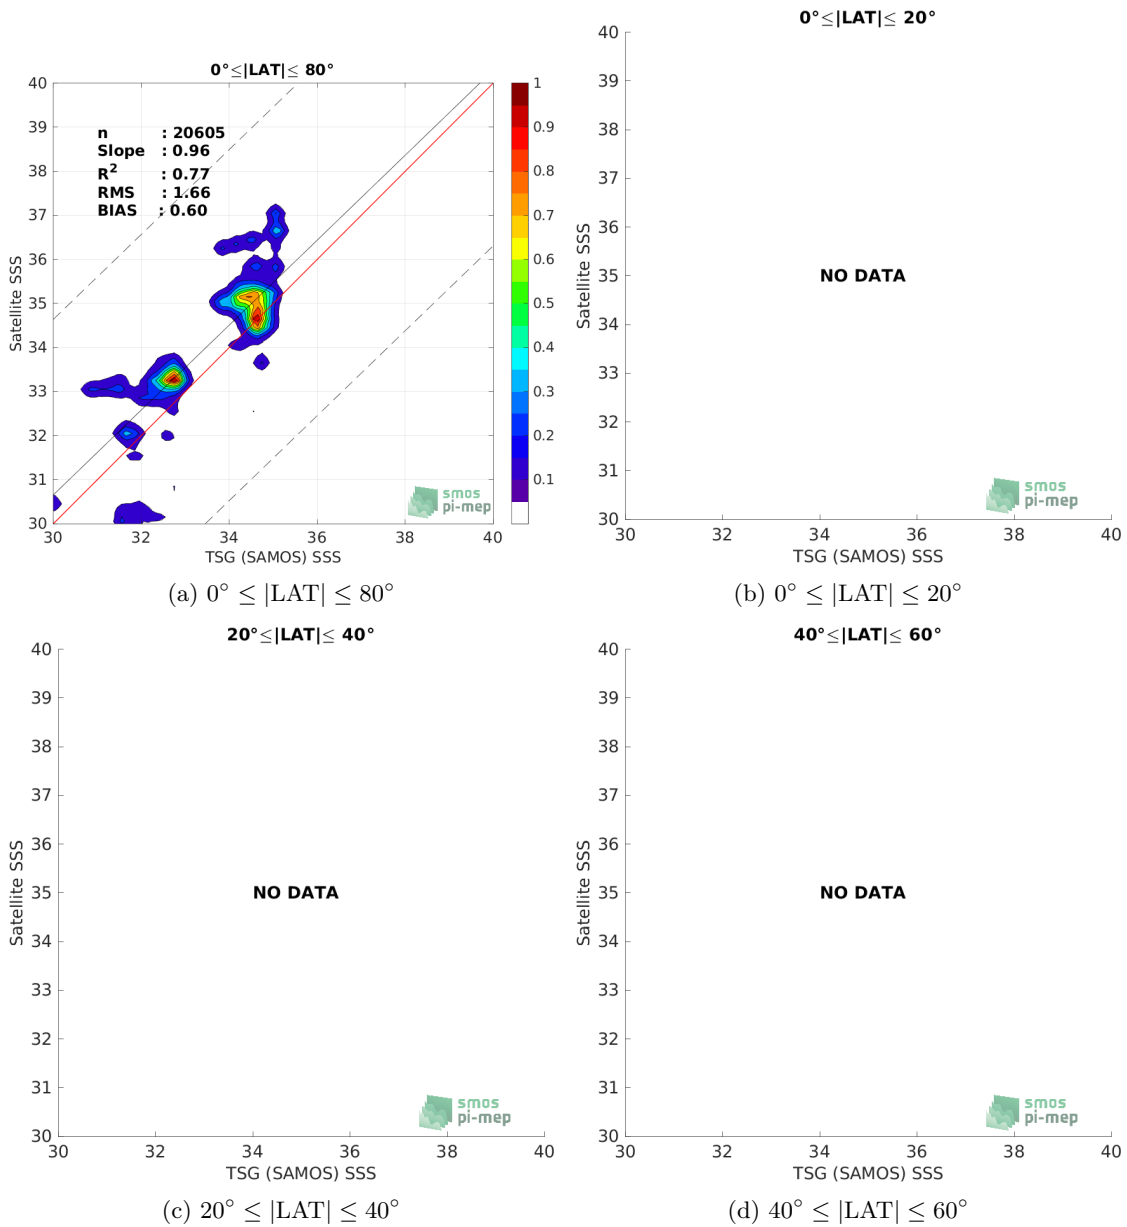 0°≤|LAT|≤ 80°
40
39
38
37
36
35
34
33
32
31
30
n : 20605
Slope : 0.96
R² : 0.77
RMS : 1.66
BIAS : 0.60
1
0.9
0.8
0.7
0.6
0.5
0.4
0.3
0.2
0.1
Satellite SSS
smos
pi-mep
30 32 34 36 38 40
TSG (SAMOS) SSS
(a) 0° ≤ |LAT| ≤ 80°
0°≤|LAT|≤ 20°
40
39
38
37
36
35
34
33
32
31
30
Satellite SSS
NO DATA
smos
pi-mep
30 32 34 36 38 40
TSG (SAMOS) SSS
(b) 0° ≤ |LAT| ≤ 20°
20°≤|LAT|≤ 40°
40
39
38
37
36
35
34
33
32
31
30
Satellite SSS
NO DATA
smos
pi-mep
30 32 34 36 38 40
TSG (SAMOS) SSS
(c) 20° ≤ |LAT| ≤ 40°
40°≤|LAT|≤ 60°
40
39
38
37
36
35
34
33
32
31
30
Satellite SSS
NO DATA
smos
pi-mep
30 32 34 36 38 40
TSG (SAMOS) SSS
(d) 40° ≤ |LAT| ≤ 60°